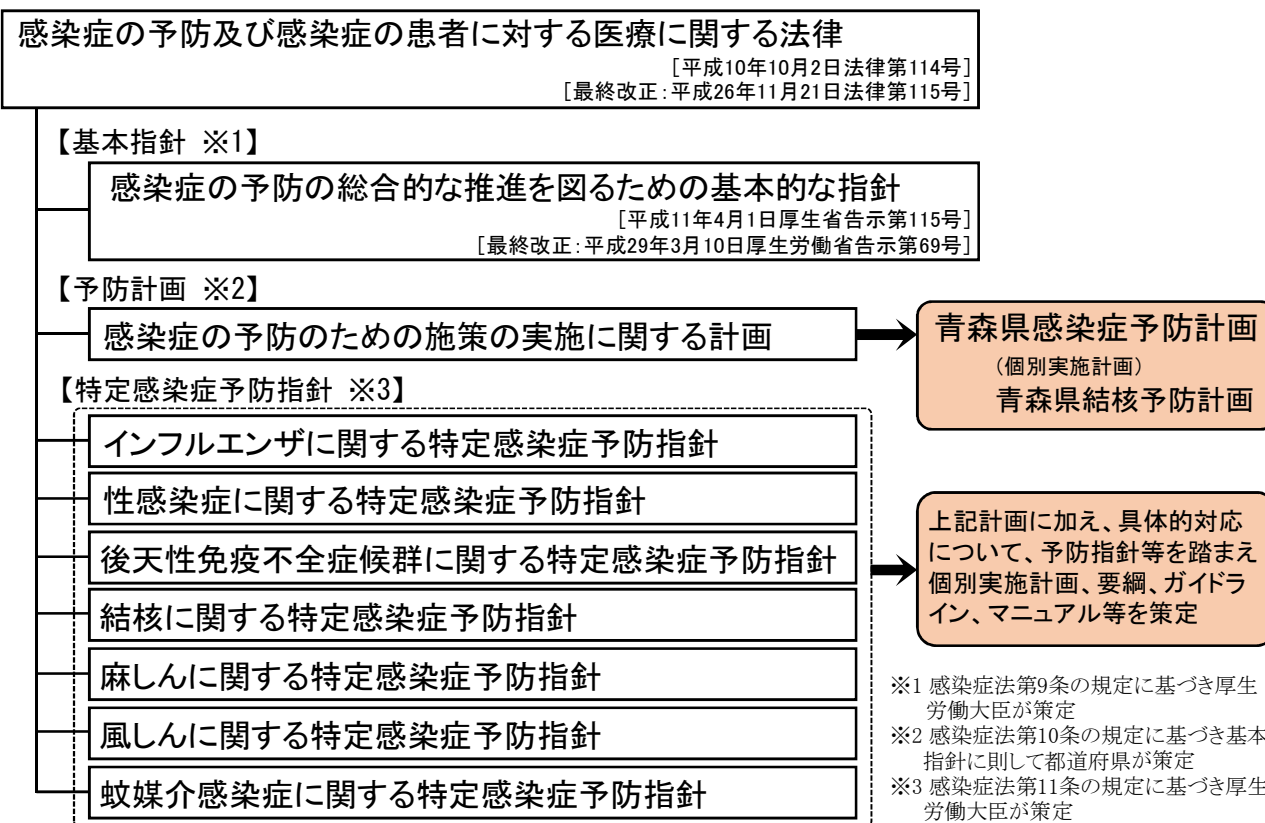 感染症の予防及び感染症の患者に対する医療に関する法律
[平成10年10月2日法律第114号]
[最終改正:平成26年11月21日法律第115号]
【基本指針 ※1】
感染症の予防の総合的な推進を図るための基本的な指針
[平成11年4月1日厚生省告示第115号]
[最終改正:平成29年3月10日厚生労働省告示第69号]
【予防計画 ※2】
感染症の予防のための施策の実施に関する計画
青森県感染症予防計画
(個別実施計画)
青森県結核予防計画
【特定感染症予防指針 ※3】
インフルエンザに関する特定感染症予防指針
性感染症に関する特定感染症予防指針
後天性免疫不全症候群に関する特定感染症予防指針
結核に関する特定感染症予防指針
麻しんに関する特定感染症予防指針
風しんに関する特定感染症予防指針
蚊媒介感染症に関する特定感染症予防指針
上記計画に加え、具体的対応
について、予防指針等を踏まえ
個別実施計画、要綱、ガイドラ
イン、マニュアル等を策定
※1 感染症法第9条の規定に基づき厚生
労働大臣が策定
※2 感染症法第10条の規定に基づき基本
指針に則して都道府県が策定
※3 感染症法第11条の規定に基づき厚生
労働大臣が策定